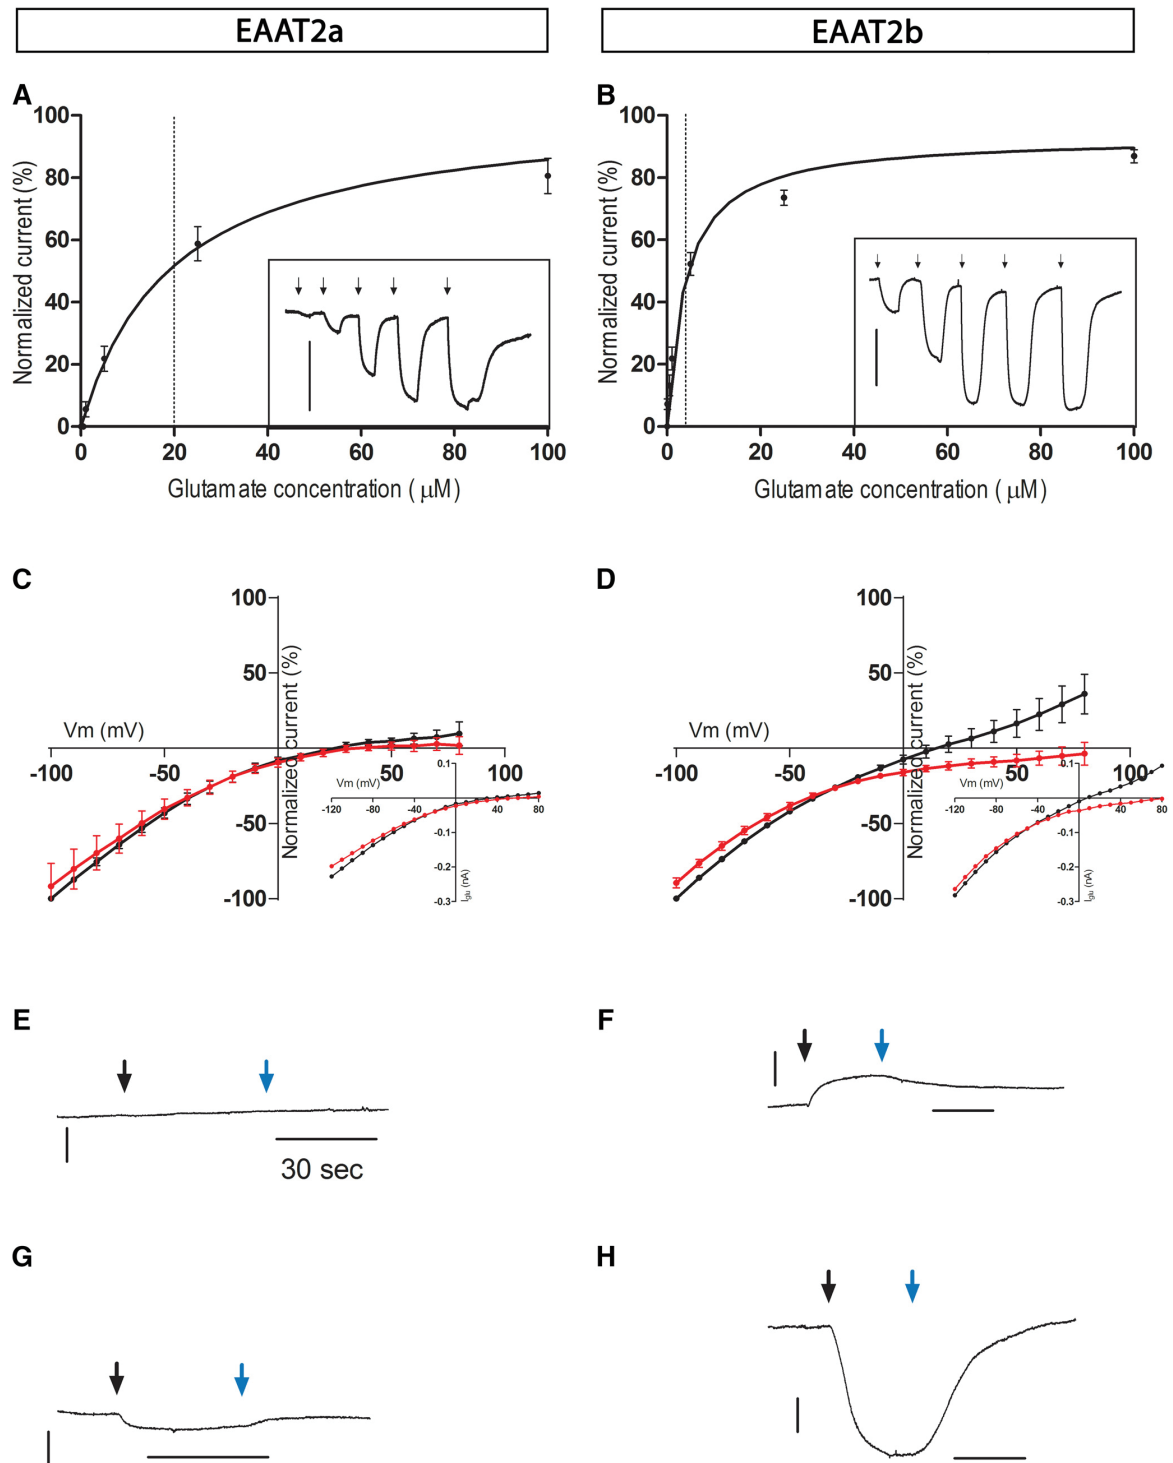 EAAT2a
EAAT2b
A
B
100
80
60
40
20
0
Normalized current (%)
0 20 40 60 80 100
Glutamate concentration ( μM)
100
80
60
40
20
0
Normalized current (%)
0 20 40 60 80 100
Glutamate concentration ( μM)
C
D
100
50
-50
-100
Normalized current (%)
Vm (mV)
-100 -50 50 100
Vm (mV)
-120 -80 -40 40 80
0.1
-0.1
-0.2
-0.3
Iglu (nA)
100
50
-50
-100
Normalized current (%)
Vm (mV)
-100 -50 50 100
Vm (mV)
-120 -80 -40 40 80
0.1
-0.1
-0.2
-0.3
Iglu (nA)
E
F
30 sec
G
H